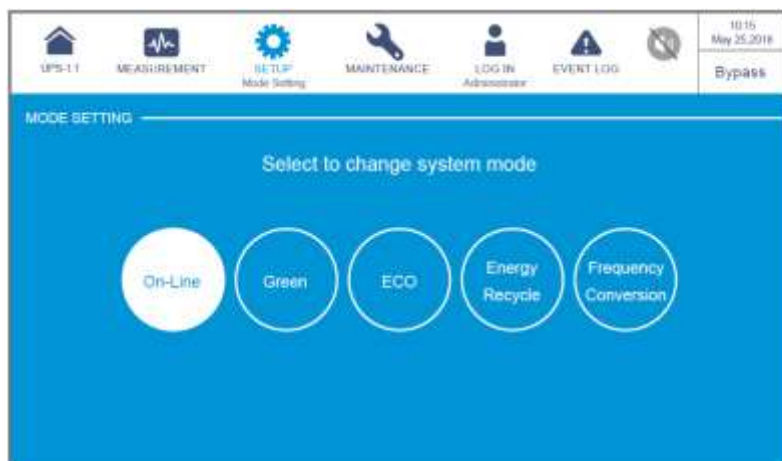 UPS-1.1
MEASUREMENT
SETUP
Mode Setting
MAINTENANCE
LOG IN
Administrator
EVENT LOG
10:15
May 25,2018
Bypass
MODE SETTING
Select to change system mode
On-Line
Green
ECO
Energy
Recycle
Frequency
Conversion